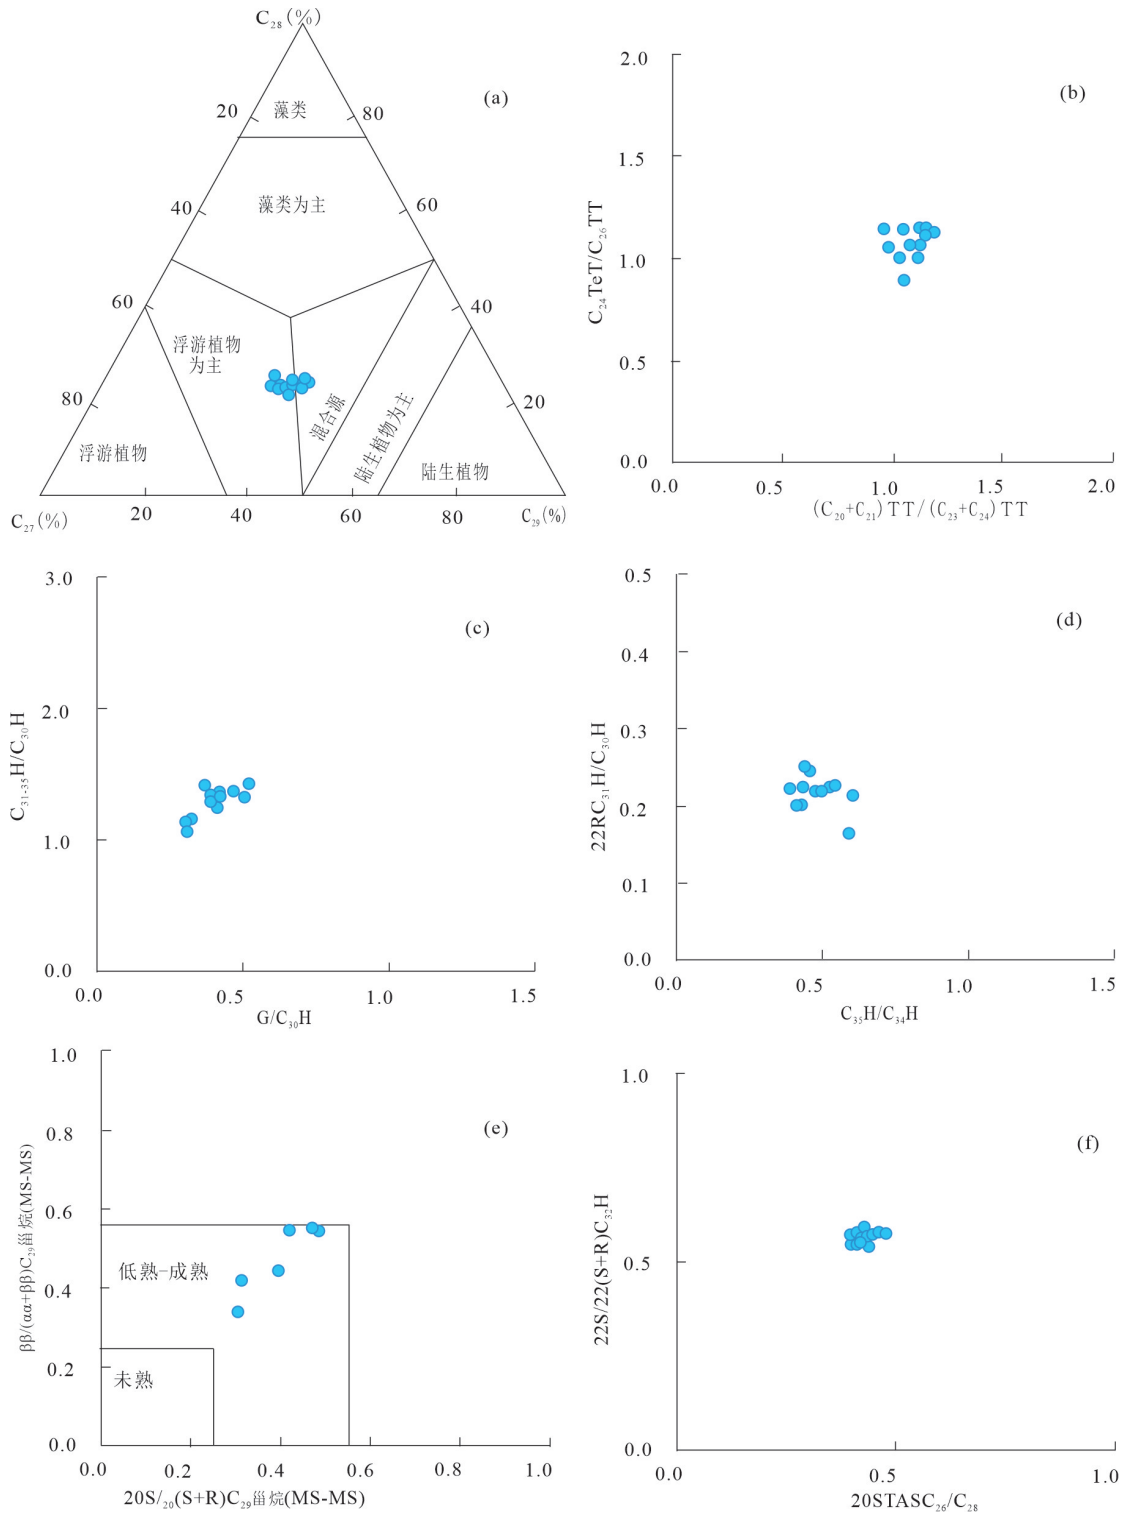 C28(%)
(a)
20
藻类
80
40
藻类为主
60
60
浮游植物
为主
40
80
浮游植物
混合源
陆生植物为主
陆生植物
20
C27(%)
20
40
60
80
C29(%)
2.0
(b)
1.5
C24TeT/C26TT
1.0
0.5
0.0
0.0
0.5
1.0
1.5
2.0
(C20+C21)TT/(C23+C24)TT
3.0
(c)
2.0
C31-35H/C30H
1.0
0.0
0.0
0.5
1.0
1.5
G/C30H
0.5
(d)
0.4
0.3
22RC31H/C30H
0.2
0.1
0.0
0.0
0.5
1.0
1.5
C35H/C34H
1.0
(e)
0.8
0.6
ββ/(αα+ββ)C29甾烷(MS-MS)
低熟-成熟
0.4
0.2
未熟
0.0
0.0
0.2
0.4
0.6
0.8
1.0
20S/20(S+R)C29甾烷(MS-MS)
1.0
(f)
22S/22(S+R)C32H
0.5
0.0
0.0
0.5
1.0
20STASC26/C28